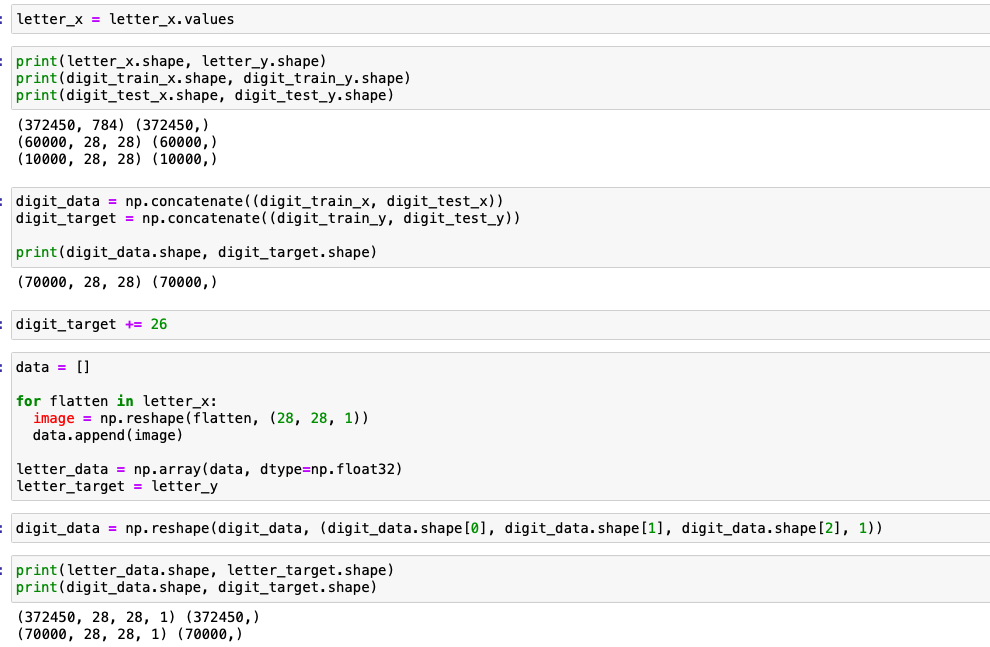 letter_x = letter_x.values
print(letter_x.shape, letter_y.shape)
print(digit_train_x.shape, digit_train_y.shape)
print(digit_test_x.shape, digit_test_y.shape)
(372450, 784) (372450,)
(60000, 28, 28) (60000,)
(10000, 28, 28) (10000,)
digit_data = np.concatenate((digit_train_x, digit_test_x))
digit_target = np.concatenate((digit_train_y, digit_test_y))
print(digit_data.shape, digit_target.shape)
(70000, 28, 28) (70000,)
digit_target += 26
data = []
for flatten in letter_x:
  image = np.reshape(flatten, (28, 28, 1))
  data.append(image)
letter_data = np.array(data, dtype=np.float32)
letter_target = letter_y
digit_data = np.reshape(digit_data, (digit_data.shape[0], digit_data.shape[1], digit_data.shape[2], 1))
print(letter_data.shape, letter_target.shape)
print(digit_data.shape, digit_target.shape)
(372450, 28, 28, 1) (372450,)
(70000, 28, 28, 1) (70000,)